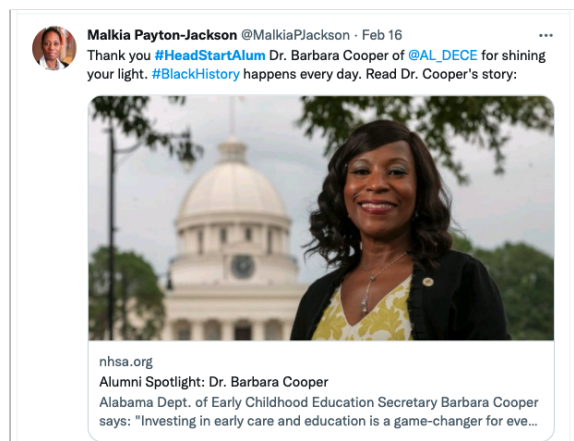 Malkia Payton-Jackson @MalkiaPJackson · Feb 16
Thank you #HeadStartAlum Dr. Barbara Cooper of @AL_DECE for shining
your light. #BlackHistory happens every day. Read Dr. Cooper's story:
nhsa.org
Alumni Spotlight: Dr. Barbara Cooper
Alabama Dept. of Early Childhood Education Secretary Barbara Cooper
says: "Investing in early care and education is a game-changer for eve...